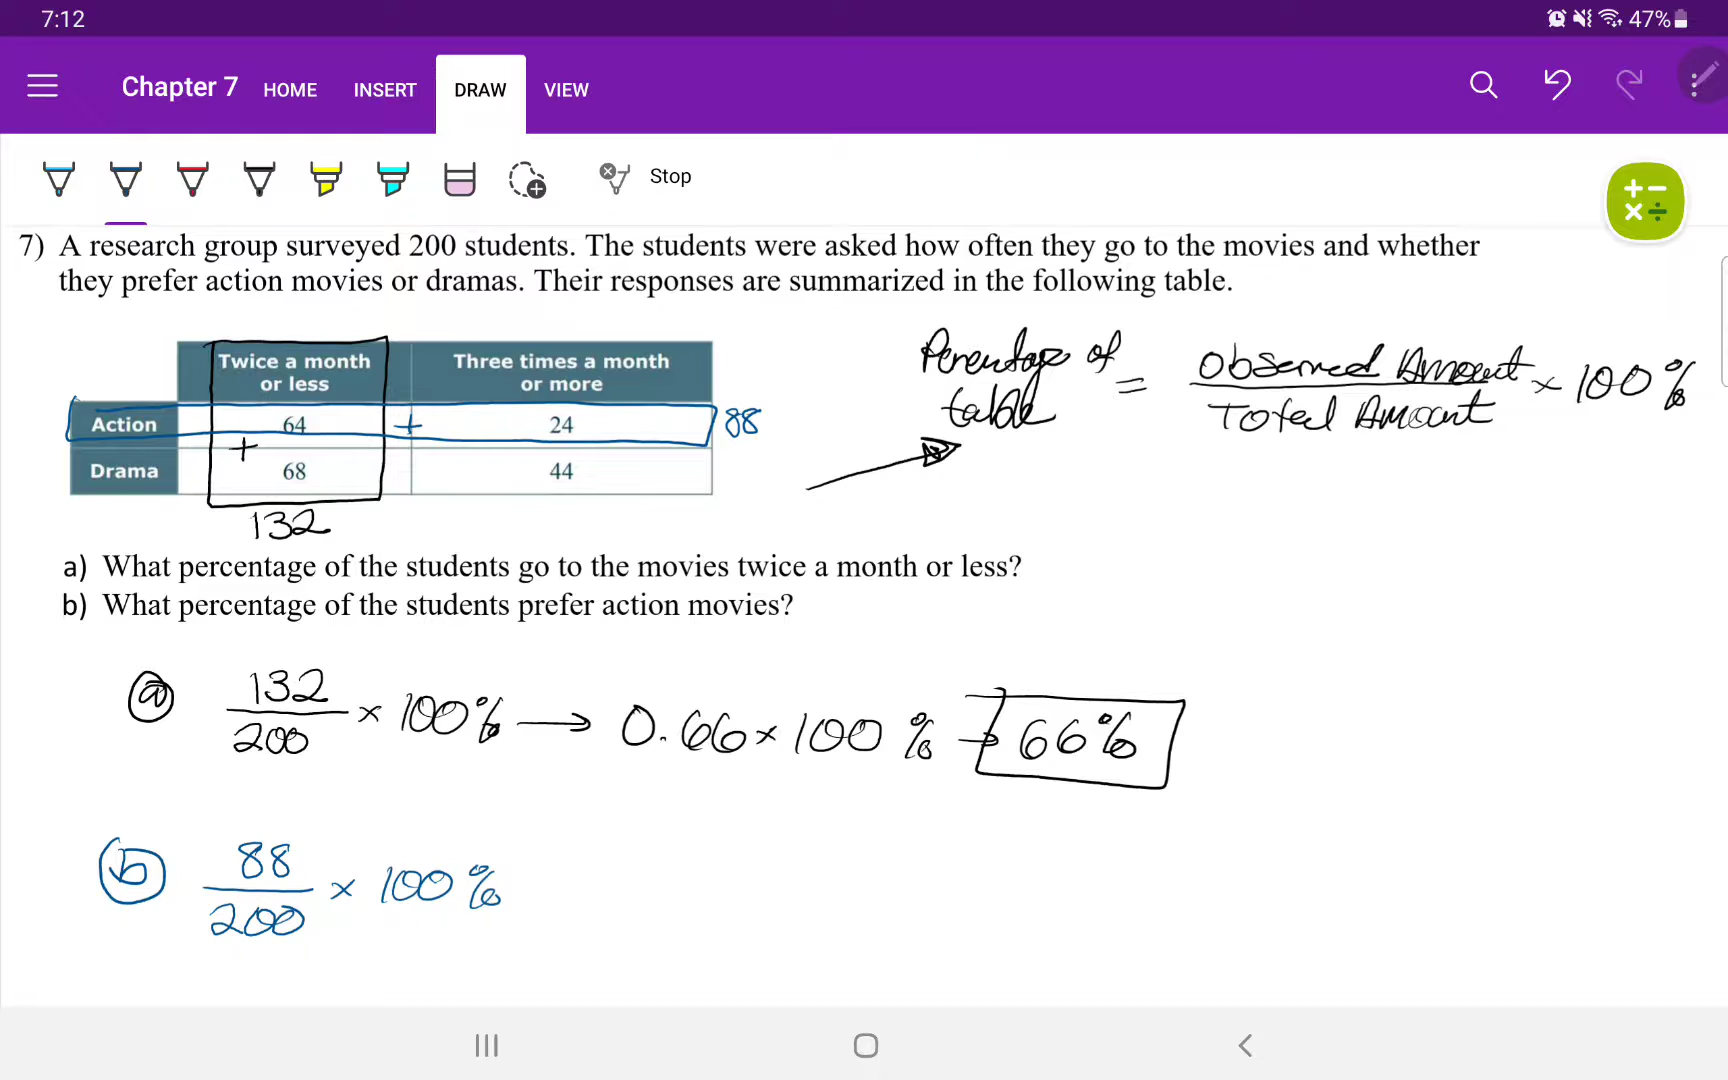 7:12
47%
Chapter 7 HOME INSERT DRAW VIEW
Stop
7) A research group surveyed 200 students. The students were asked how often they go to the movies and whether
they prefer action movies or dramas. Their responses are summarized in the following table.
Twice a month or less
Three times a month or more
Action 64 + 24 88
+
Drama 68 44
132
Percentage of table = Observed Amount / Total Amount × 100%
a) What percentage of the students go to the movies twice a month or less?
b) What percentage of the students prefer action movies?
a 132/200 × 100% → 0.66 × 100% → 66%
b 88/200 × 100%